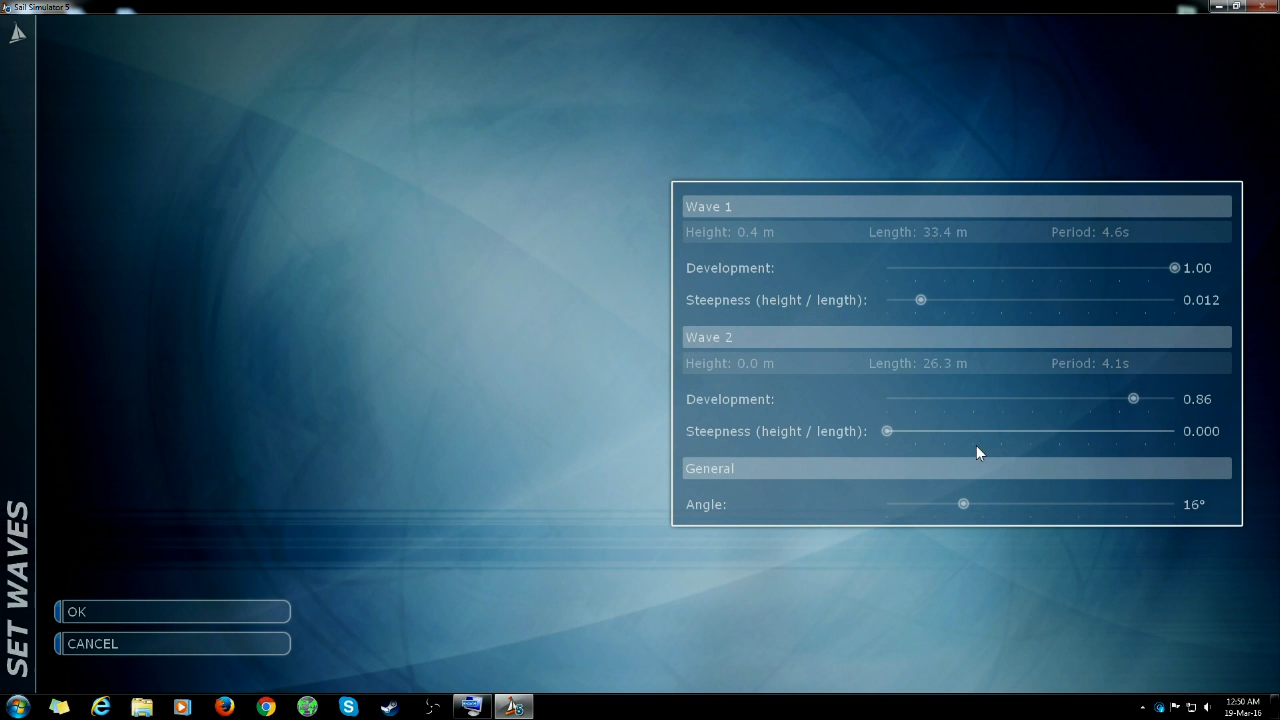 Sail Simulator 5
Wave 1
Height: 0.4 m Length: 33.4 m Period: 4.6s
Development: 1.00
Steepness (height / length): 0.012
Wave 2
Height: 0.0 m Length: 26.3 m Period: 4.1s
Development: 0.86
Steepness (height / length): 0.000
General
Angle: 16°
SET WAVES
OK
CANCEL
12:50 AM
19-Mar-16